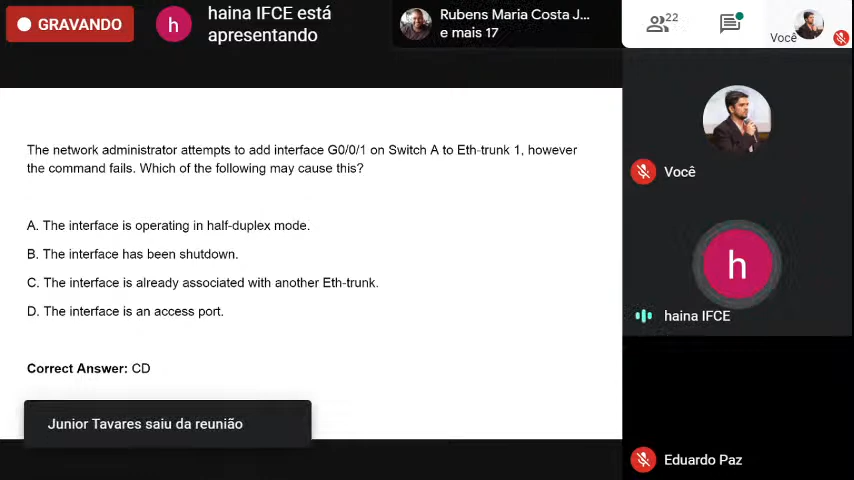 GRAVANDO
h
haina IFCE está
apresentando
Rubens Maria Costa J...
e mais 17
22
Você
The network administrator attempts to add interface G0/0/1 on Switch A to Eth-trunk 1, however
the command fails. Which of the following may cause this?
A. The interface is operating in half-duplex mode.
B. The interface has been shutdown.
C. The interface is already associated with another Eth-trunk.
D. The interface is an access port.
Correct Answer: CD
Junior Tavares saiu da reunião
Você
h
haina IFCE
Eduardo Paz